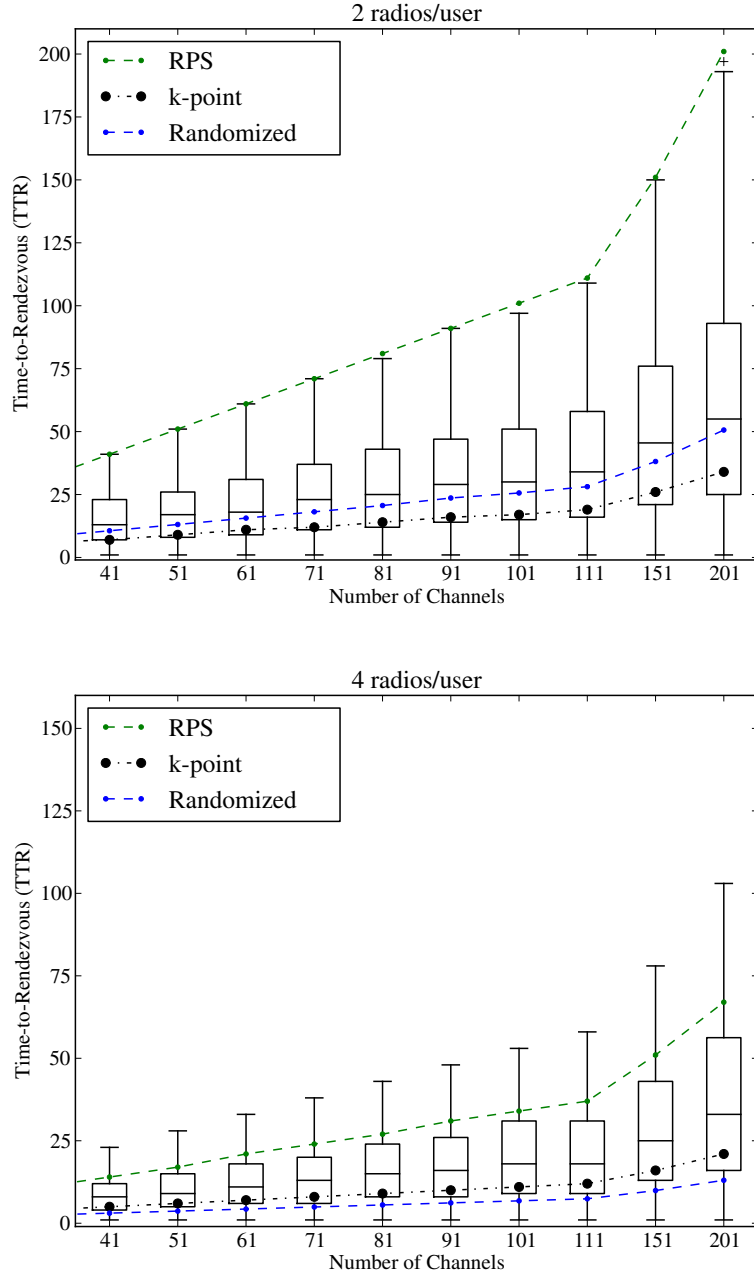 2 radios/user
200
175
150
125
100
75
50
25
0
Time-to-Rendezvous (TTR)
RPS
k-point
Randomized
41 51 61 71 81 91 101 111 151 201
Number of Channels
4 radios/user
150
100
75
50
25
0
Time-to-Rendezvous (TTR)
RPS
k-point
Randomized
41 51 61 71 81 91 101 111 151 201
Number of Channels